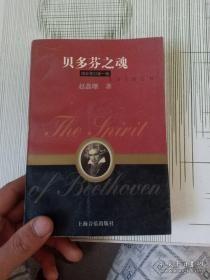 贝多芬之魂
赵鑫珊 著
The Spirit
of Beethoven
上海音乐出版社